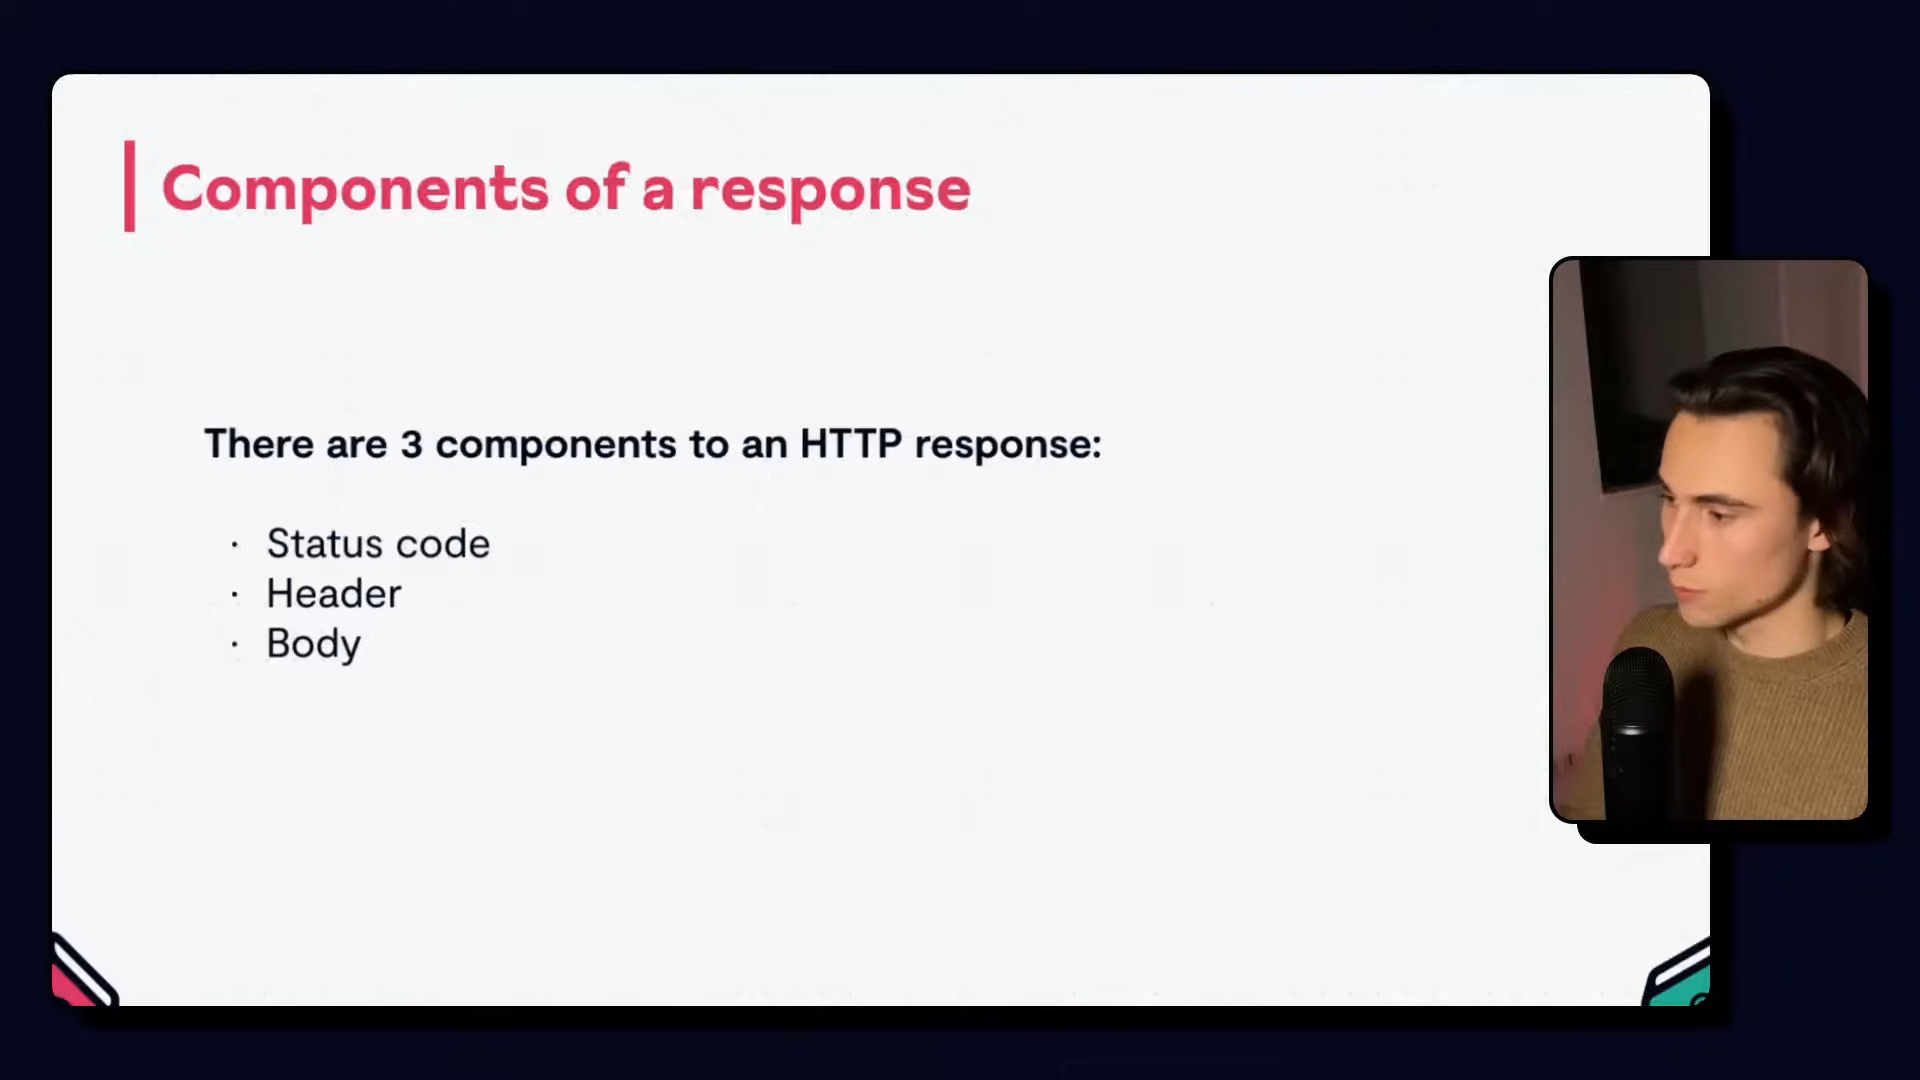 Components of a response
There are 3 components to an HTTP response:
· Status code
· Header
· Body